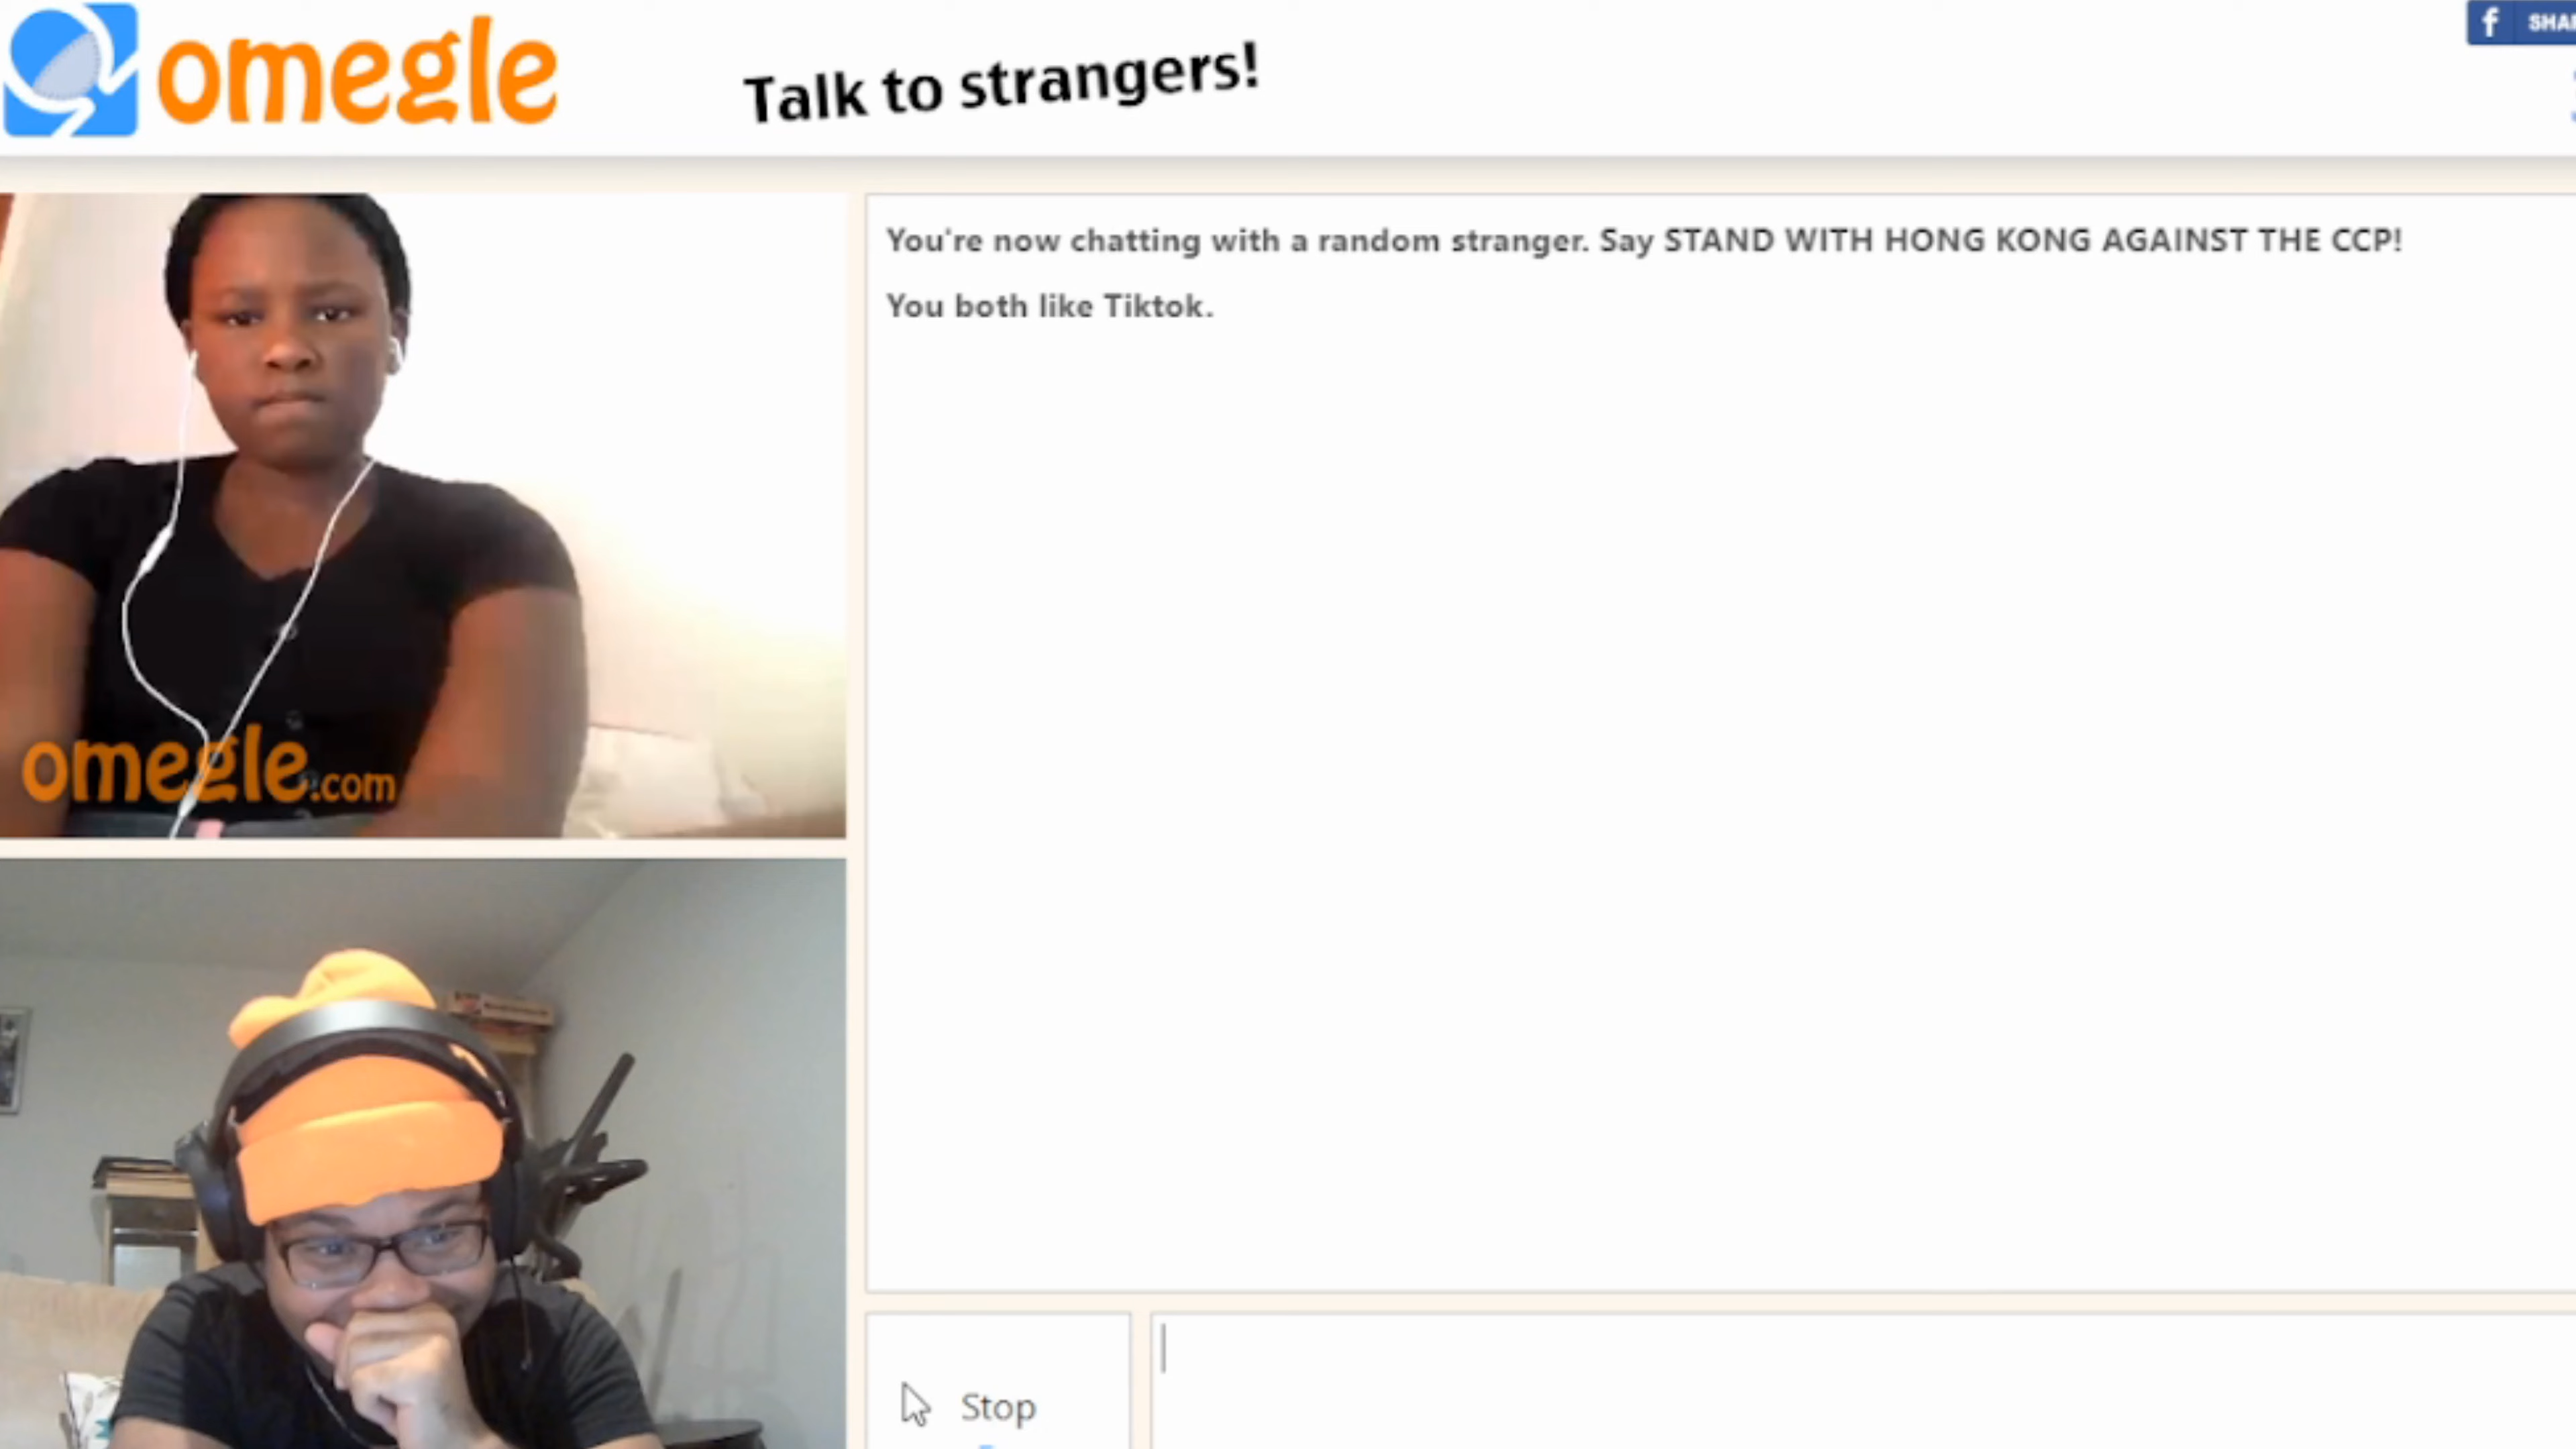 omegle
Talk to strangers!
f
You're now chatting with a random stranger. Say STAND WITH HONG KONG AGAINST THE CCP!
You both like Tiktok.
omegle.com
Stop